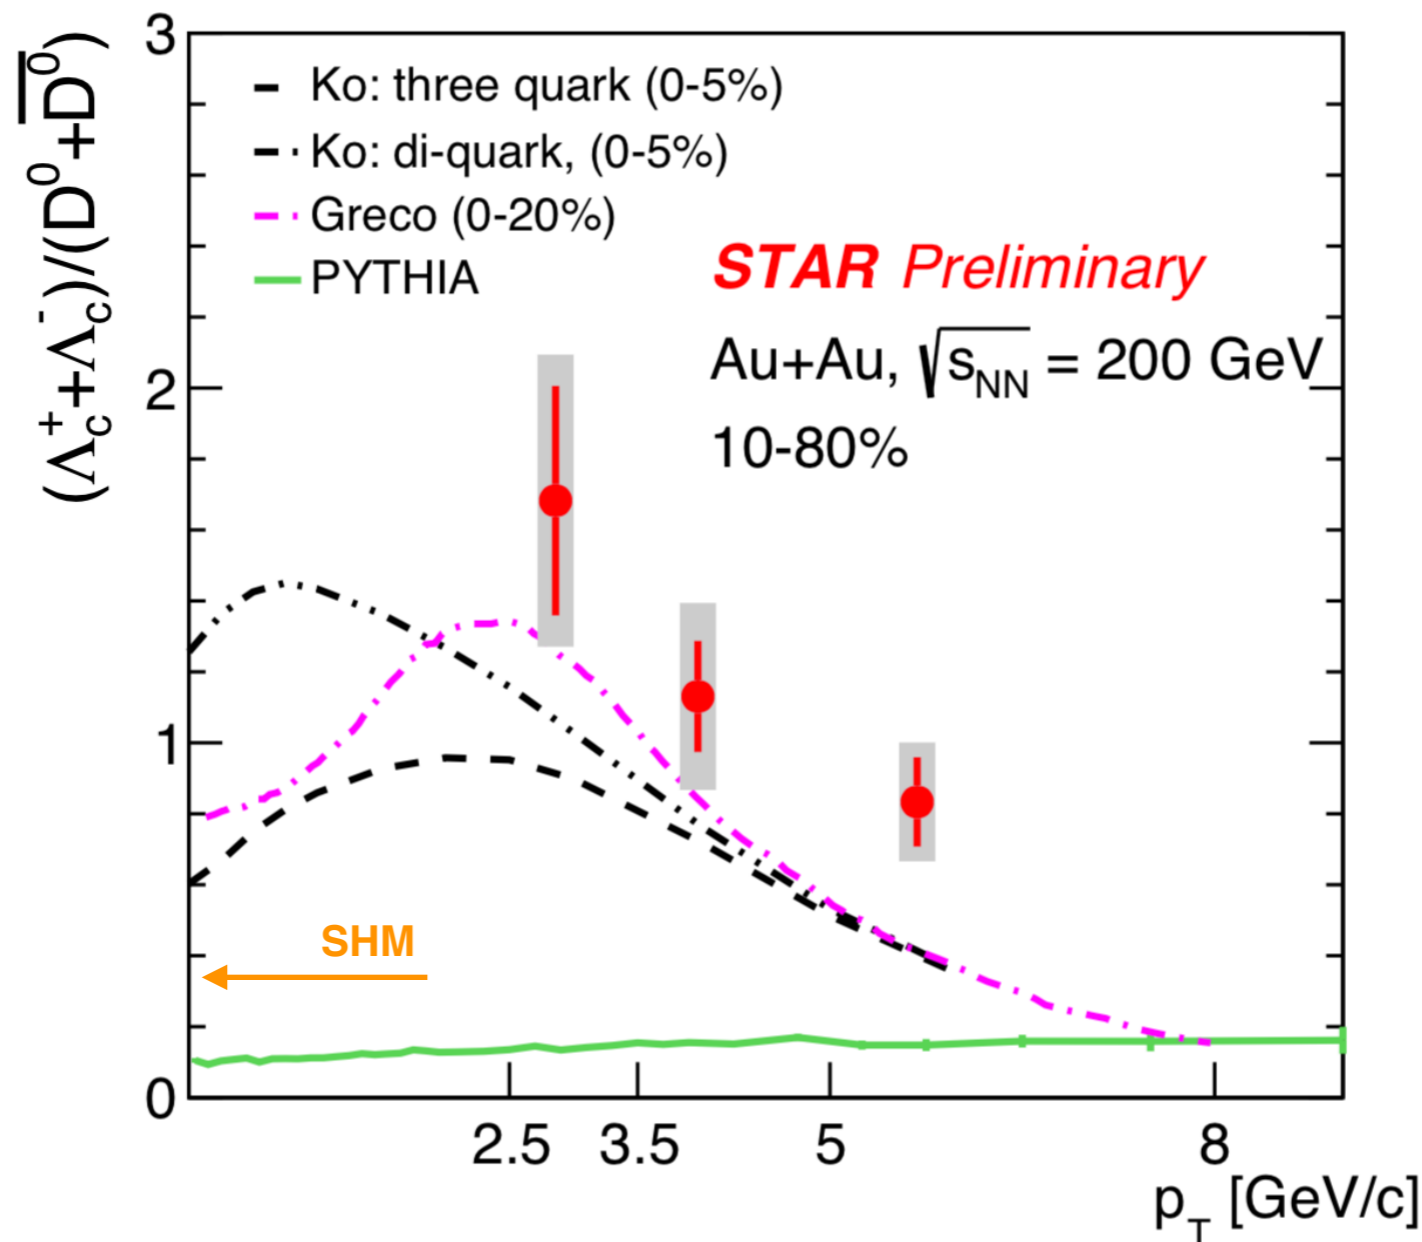 (Λc+ + Λc-)/(D0+D̅0)
3
2
1
0
Ko: three quark (0-5%)
Ko: di-quark, (0-5%)
Greco (0-20%)
PYTHIA
STAR Preliminary
Au+Au, √sNN = 200 GeV
10-80%
SHM
2.5 3.5 5 8
pT [GeV/c]